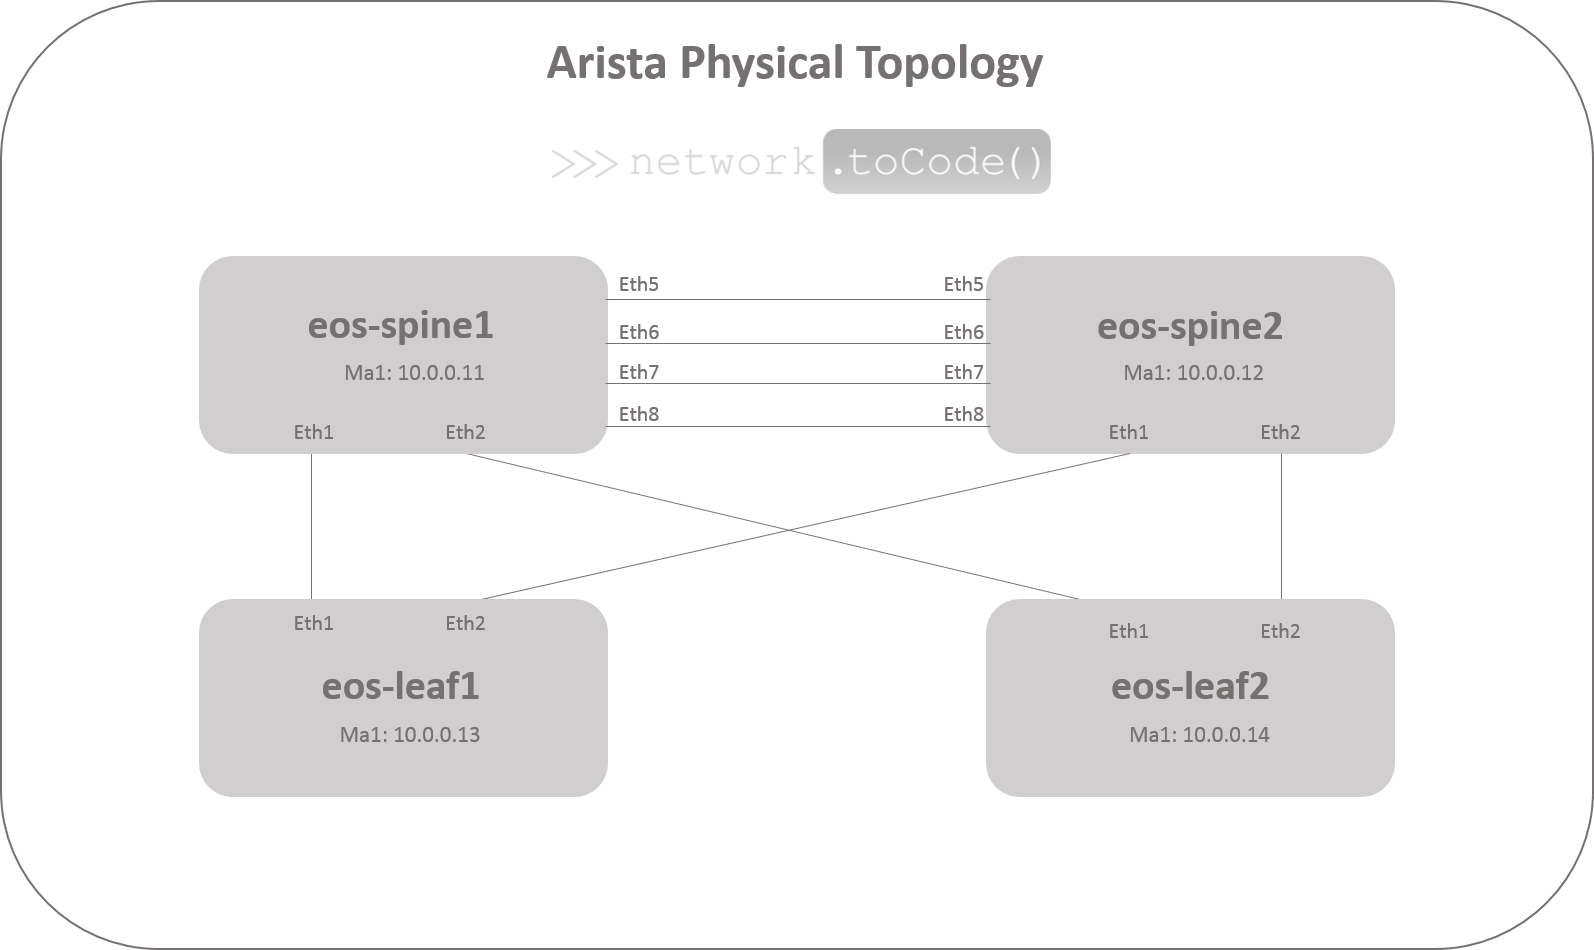 Arista Physical Topology
>>> network.toCode()
Eth5 Eth5
eos-spine1 eos-spine2
Eth6 Eth6
Ma1: 10.0.0.11 Eth7 Eth7 Ma1: 10.0.0.12
Eth8 Eth8
Eth1 Eth2 Eth1 Eth2
Eth1 Eth2 Eth1 Eth2
eos-leaf1 eos-leaf2
Ma1: 10.0.0.13 Ma1: 10.0.0.14